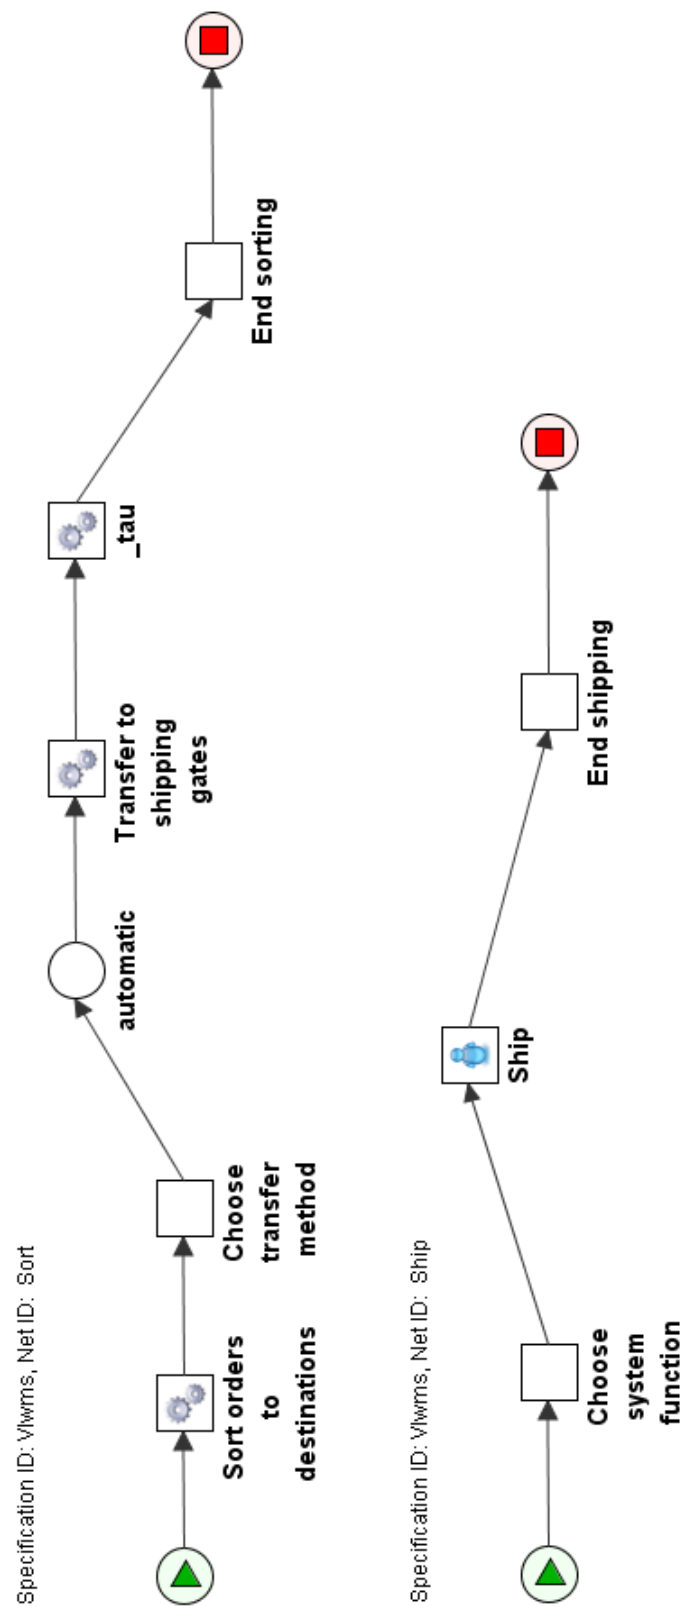 Specification ID: Vlwms, Net ID: Sort
Sort orders
to
destinations
Choose
transfer
method
automatic
Transfer to
shipping
gates
_tau
End sorting
Specification ID: Vlwms, Net ID: Ship
Choose
system
function
Ship
End shipping